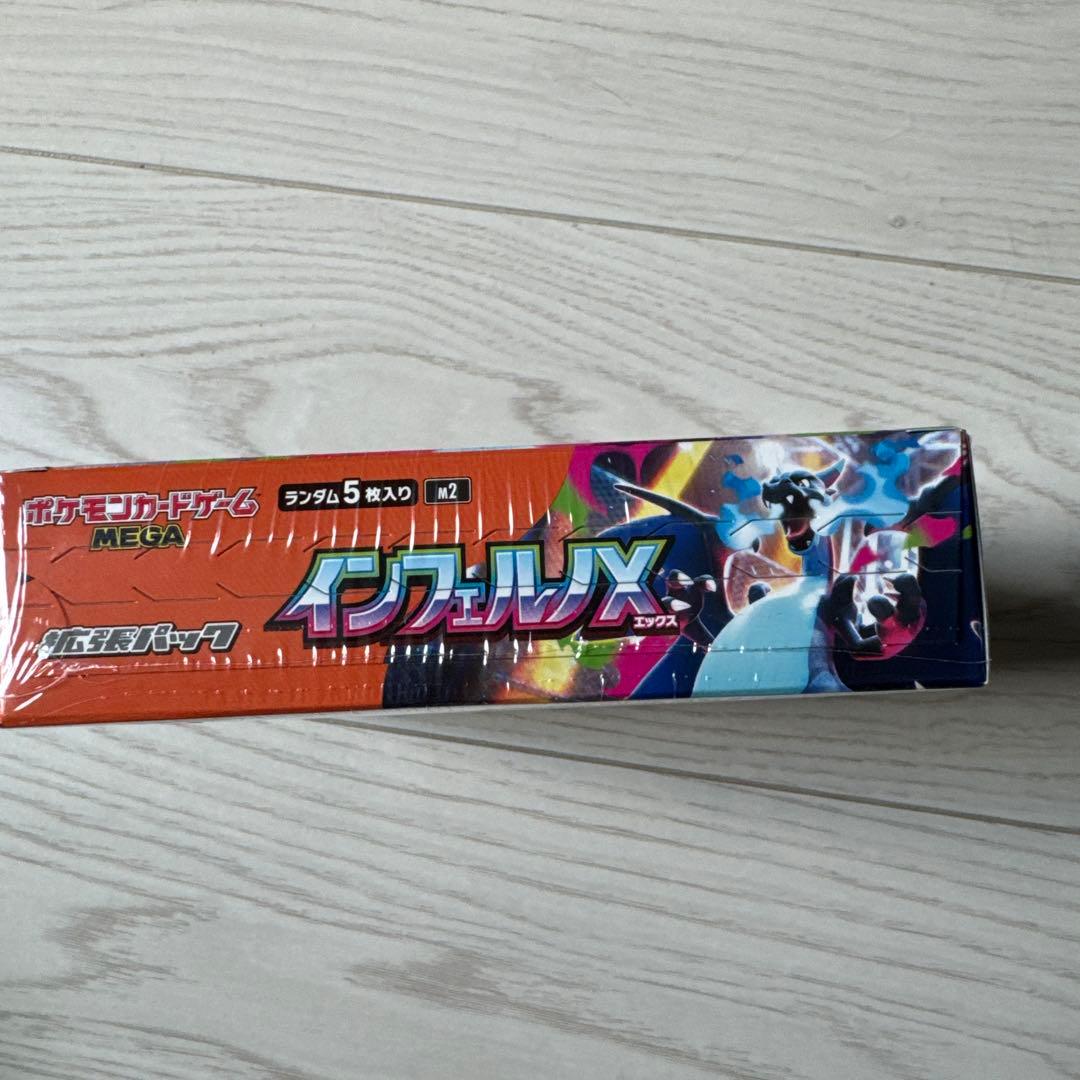 ポケモンカードゲーム
MEGA
ランダム5枚入り M2
インフェルノX
エックス
拡張パック